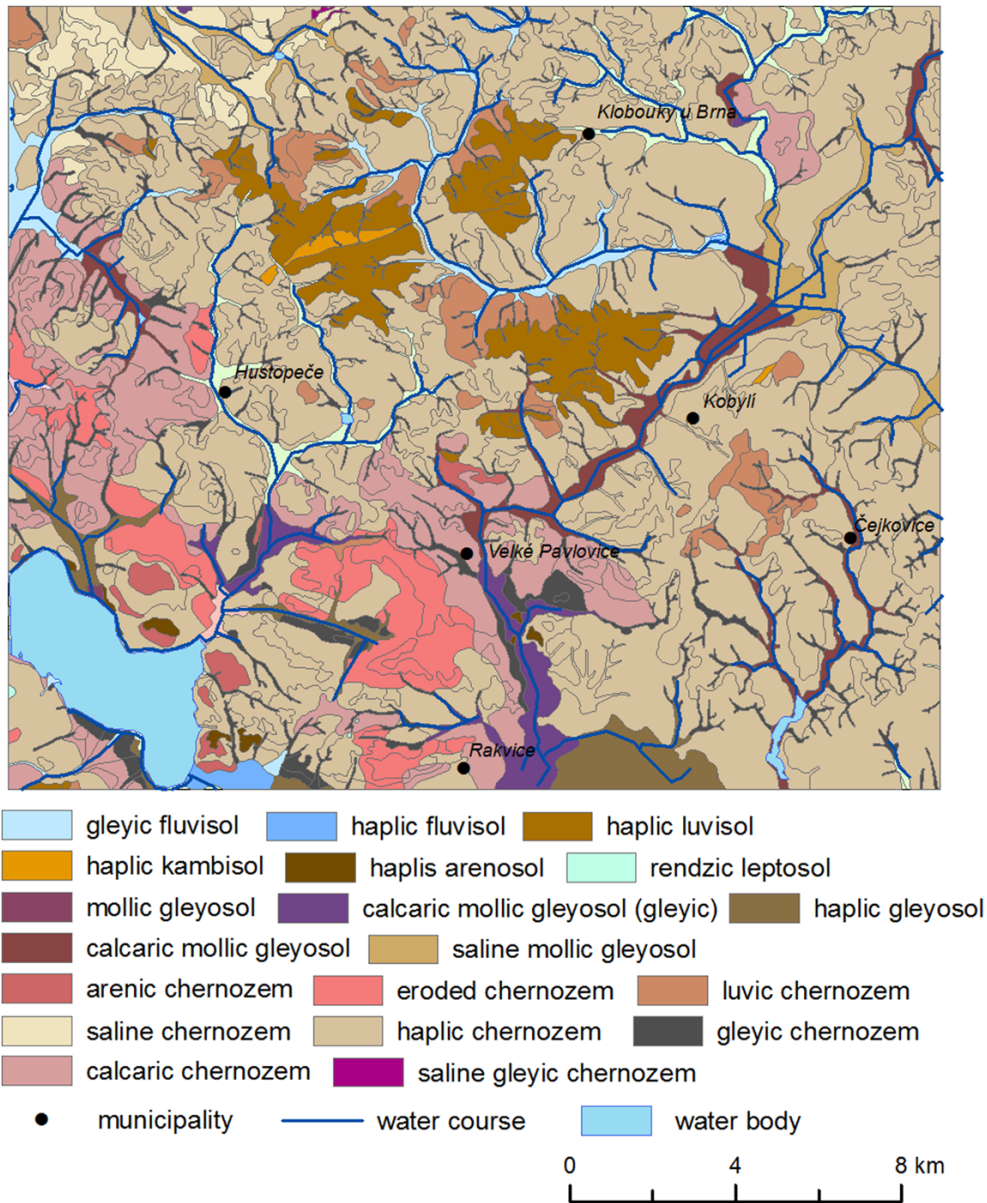 Klobouky u Brna
Hustopeče
Kobylí
Čejkovice
Velké Pavlovice
Rakvice
gleyic fluvisol haplic fluvisol haplic luvisol
haplic kambisol haplis arenosol rendzic leptosol
mollic gleyosol calcaric mollic gleyosol (gleyic) haplic gleyosol
calcaric mollic gleyosol saline mollic gleyosol
arenic chernozem eroded chernozem luvic chernozem
saline chernozem haplic chernozem gleyic chernozem
calcaric chernozem saline gleyic chernozem
municipality water course water body
0 4 8 km